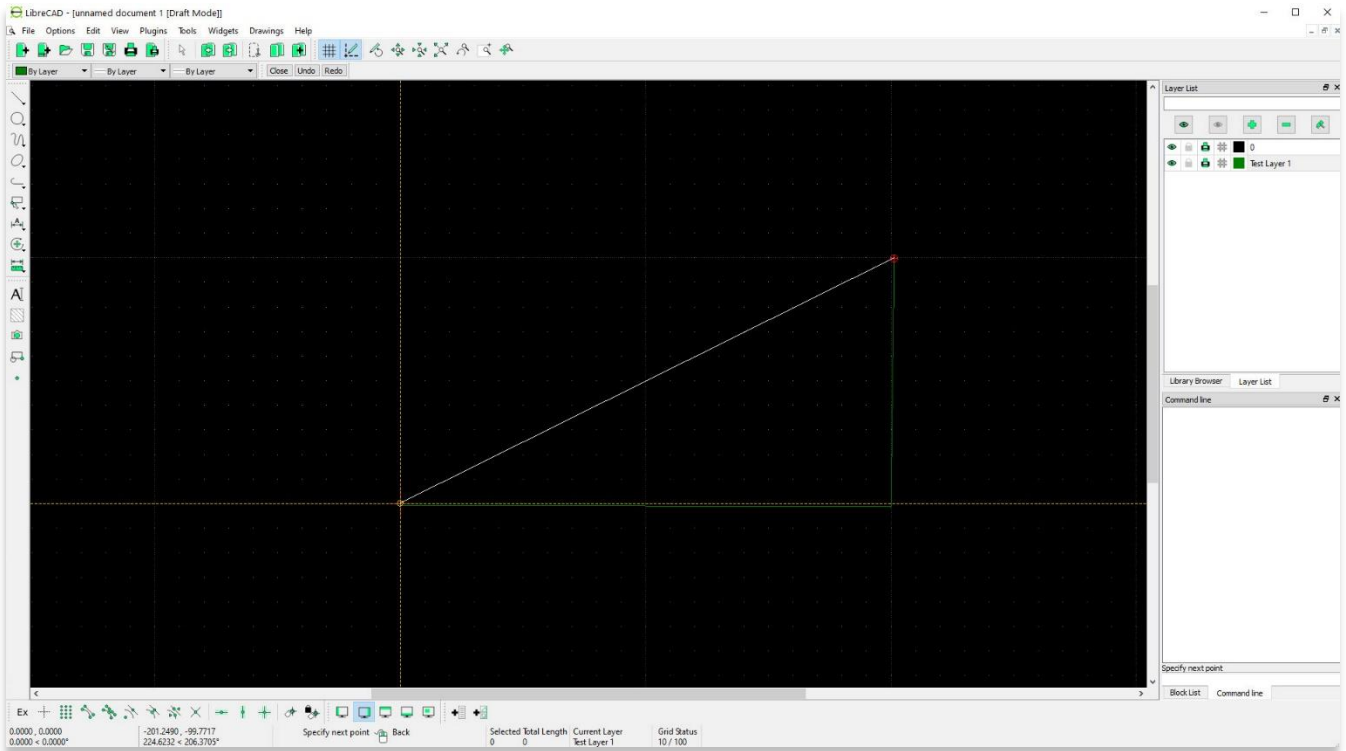 LibreCAD - [unnamed document 1 [Draft Mode]]
File Options Edit View Plugins Tools Widgets Drawings Help
By Layer By Layer By Layer Close Undo Redo
Layer List
0
Test Layer 1
A
Library Browser Layer List
Command line
Specify next point
Block List Command line
Ex
0.0000 , 0.0000 -201.2490 , -99.7717 Specify next point Back Selected Total Length Current Layer Grid Status
0.0000 < 0.0000° 224.6232 < 206.3705° 0 0 Test Layer 1 10 / 100